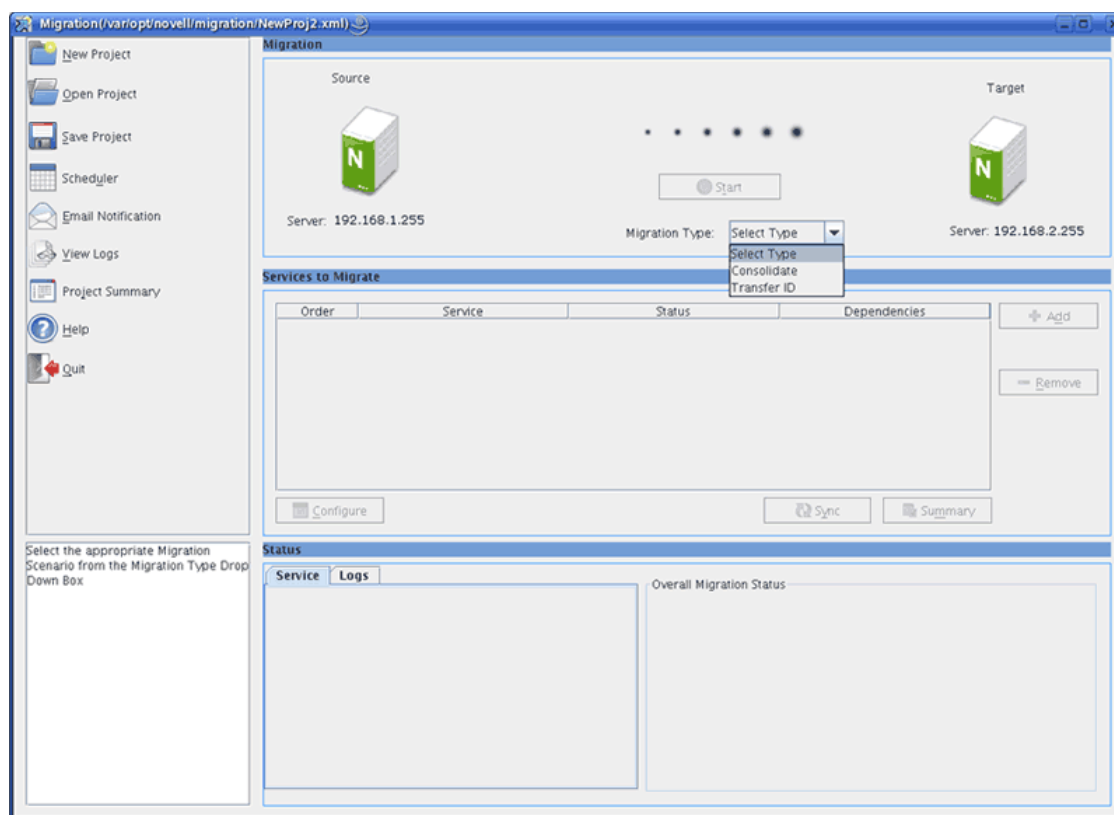 Migration(/var/opt/novell/migration/NewProj2.xml)
New Project
Open Project
Save Project
Scheduler
Email Notification
View Logs
Project Summary
Help
Quit
Select the appropriate Migration
Scenario from the Migration Type Drop
Down Box
Migration
Source
Target
N
N
Start
Server: 192.168.1.255
Migration Type: Select Type
Server: 192.168.2.255
Select Type
Consolidate
Transfer ID
Services to Migrate
Order Service Status Dependencies
Add
Remove
Configure Sync Summary
Status
Service Logs
Overall Migration Status